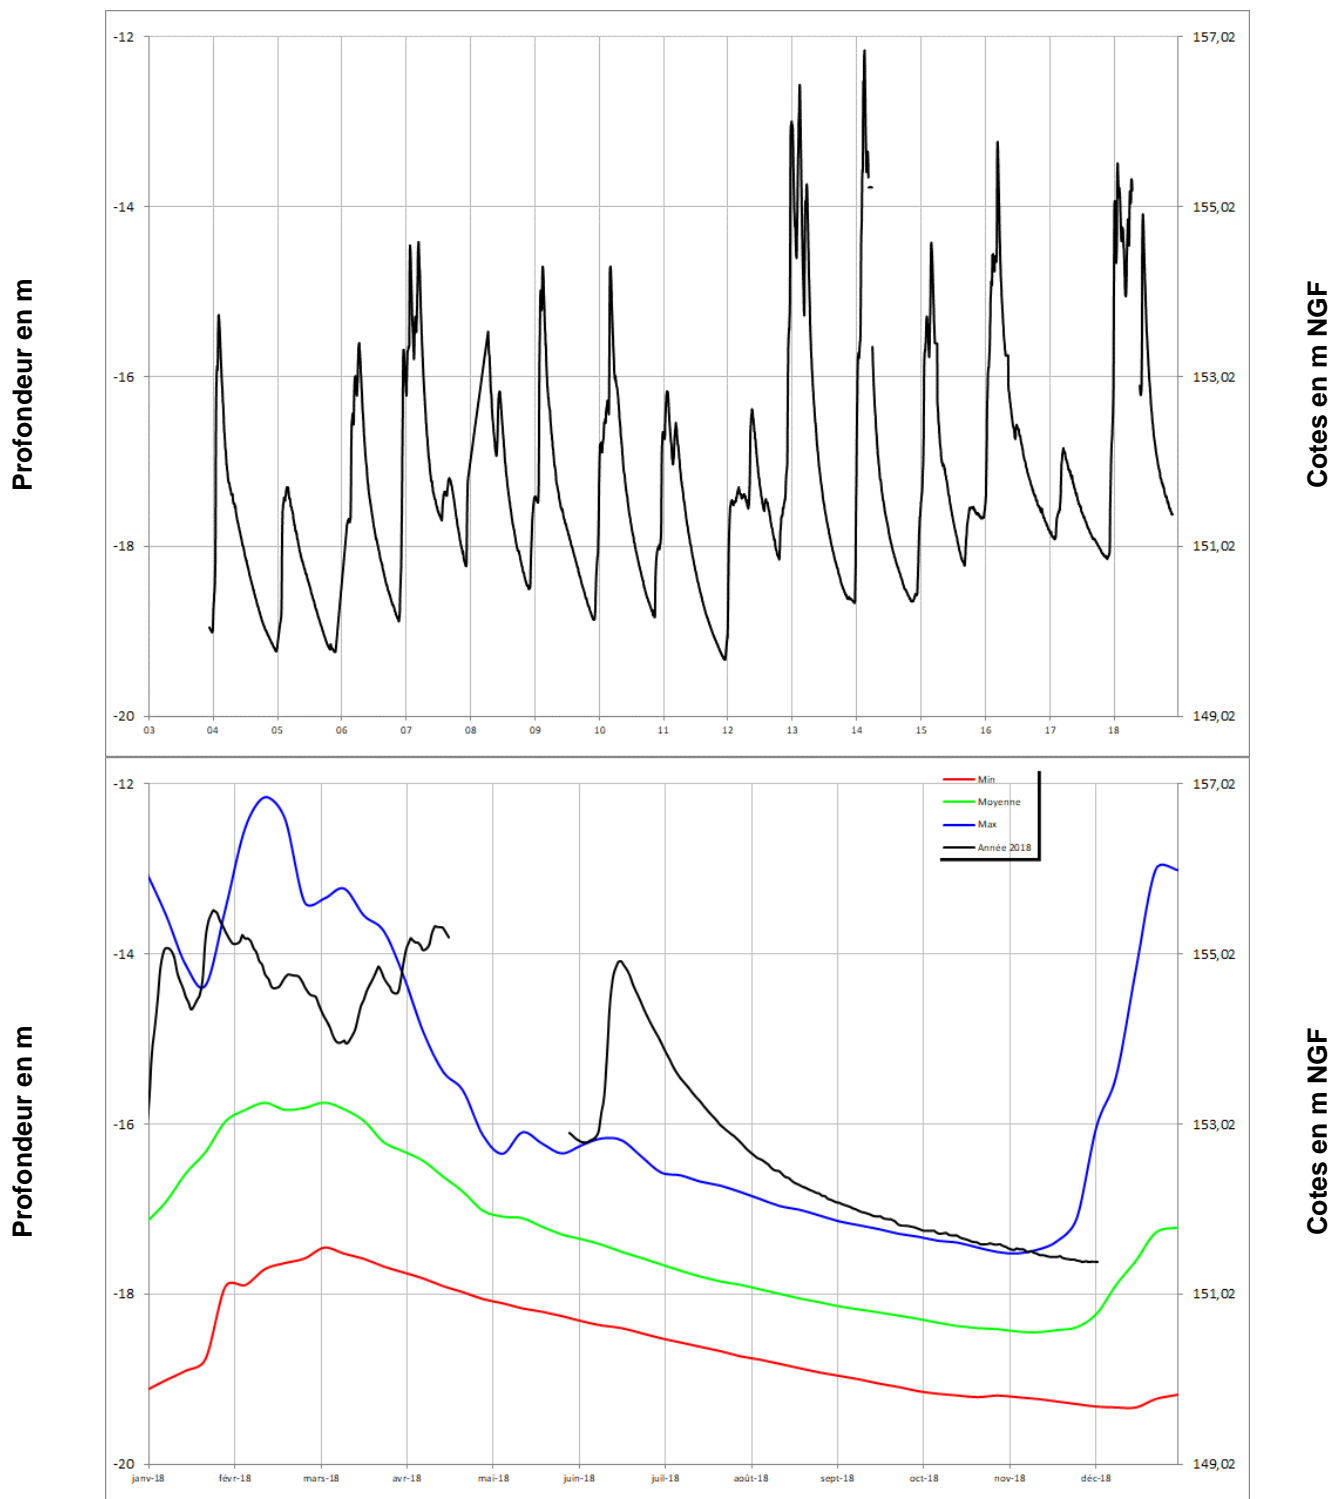 -12
-14
-16
-18
-20
157,02
155,02
153,02
151,02
149,02
03 04 05 06 07 08 09 10 11 12 13 14 15 16 17 18
Profondeur en m
Cotes en m NGF
-12
-14
-16
-18
-20
157,02
155,02
153,02
151,02
149,02
Min
Moyenne
Max
Année 2018
janv-18 févr-18 mars-18 avr-18 mai-18 juin-18 juil-18 août-18 sept-18 oct-18 nov-18 déc-18
Profondeur en m
Cotes en m NGF